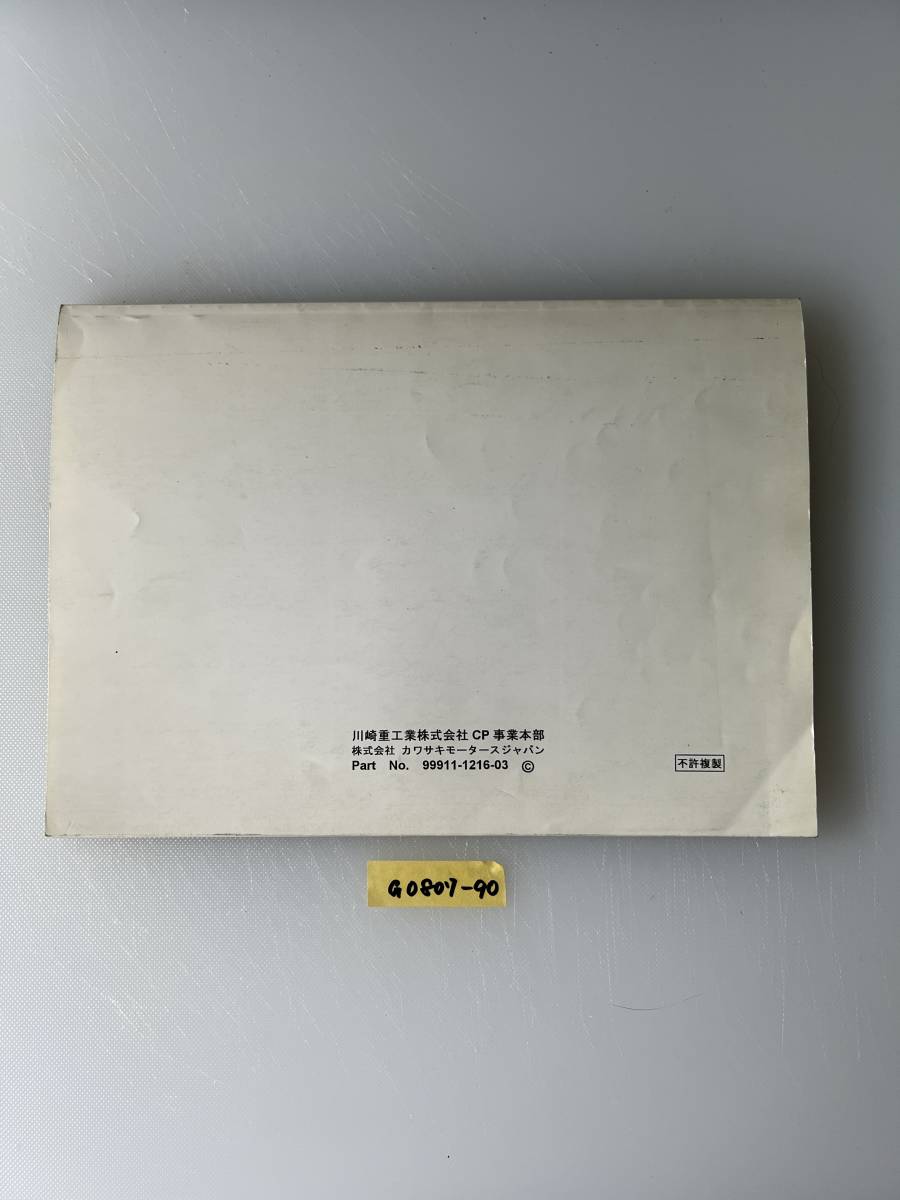 川崎重工業株式会社 CP 事業本部
株式会社 カワサキモータースジャパン
Part No. 99911-1216-03 ©
不許複製
G0807-90